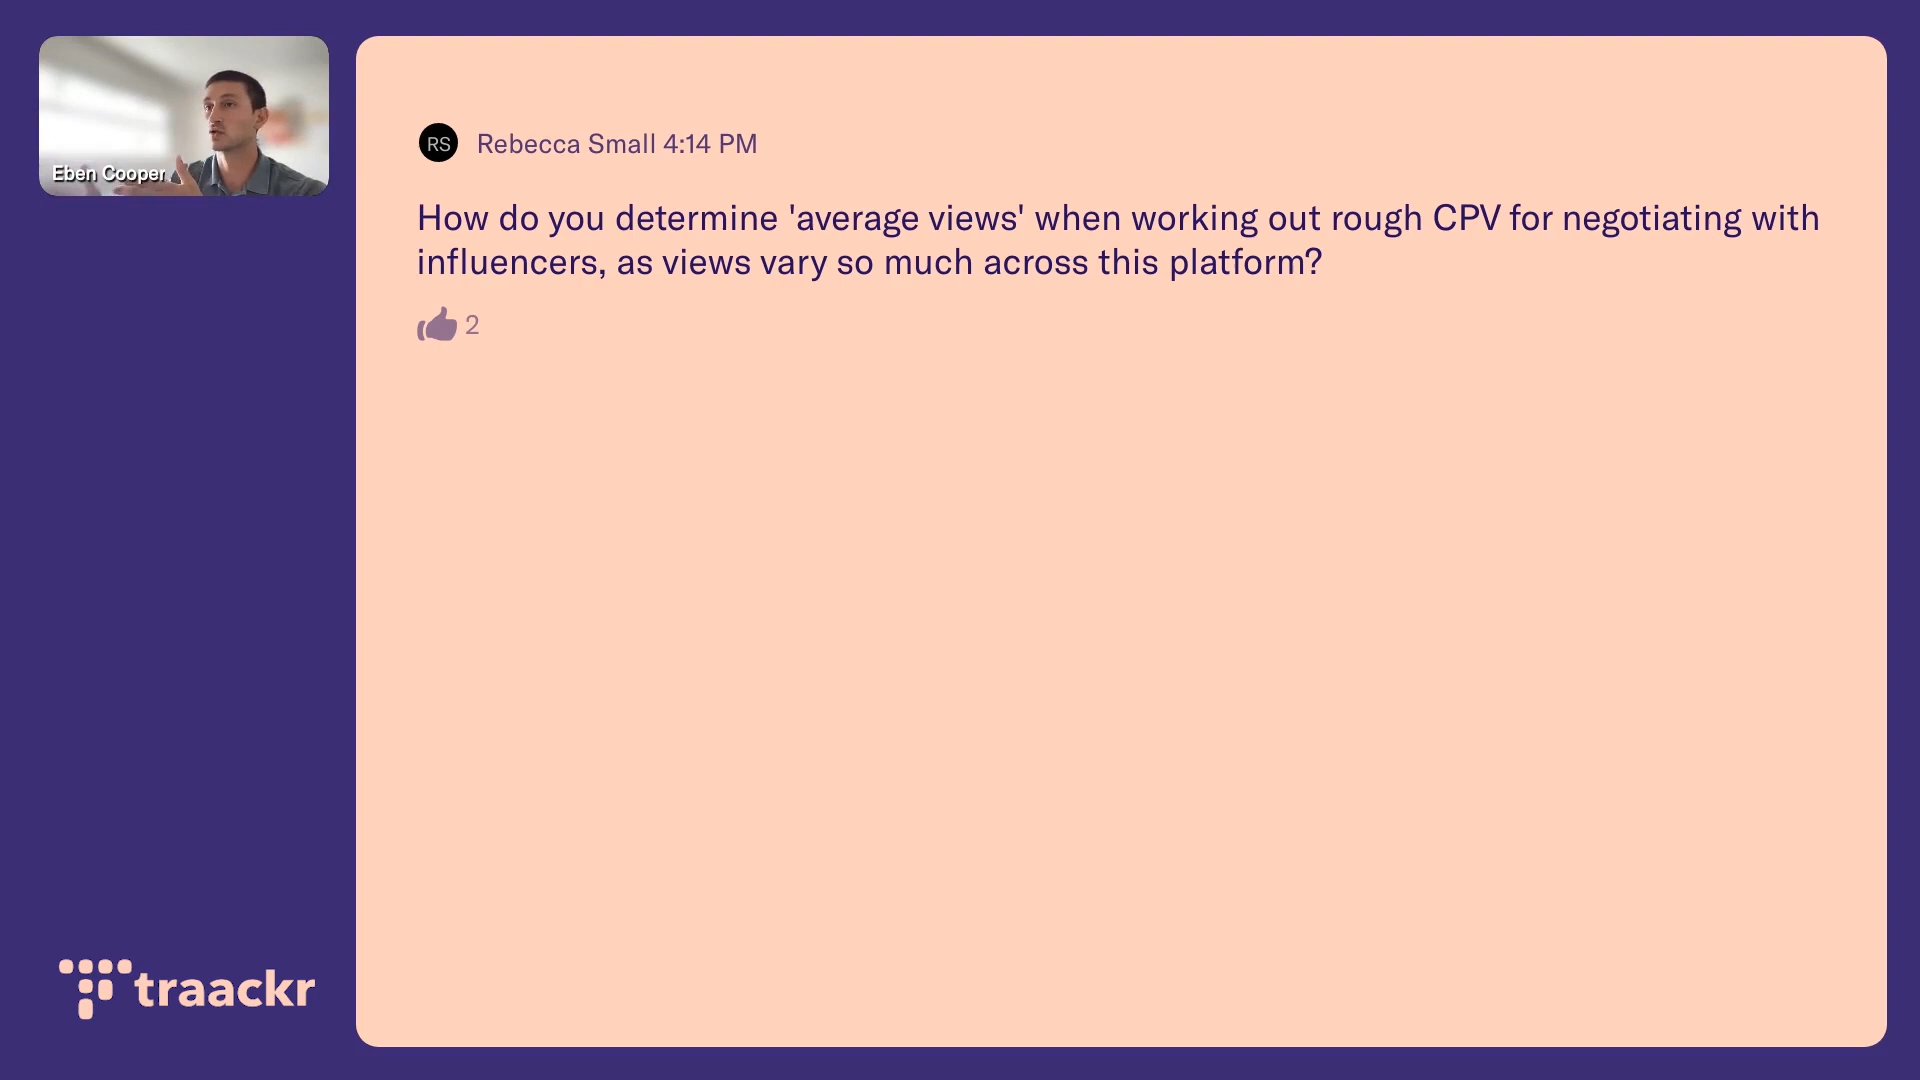 Eben Cooper
RS
Rebecca Small 4:14 PM
How do you determine 'average views' when working out rough CPV for negotiating with
influencers, as views vary so much across this platform?
2
traackr